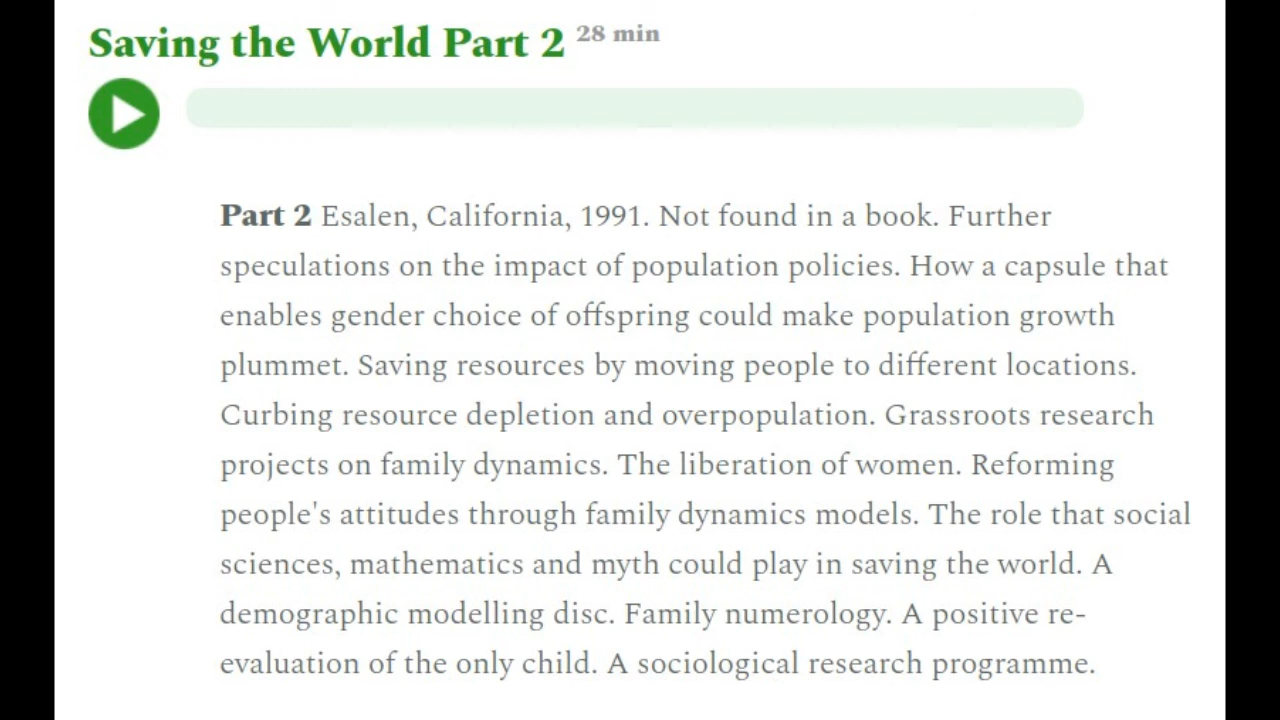 Saving the World Part 2 28 min
Part 2 Esalen, California, 1991. Not found in a book. Further
speculations on the impact of population policies. How a capsule that
enables gender choice of offspring could make population growth
plummet. Saving resources by moving people to different locations.
Curbing resource depletion and overpopulation. Grassroots research
projects on family dynamics. The liberation of women. Reforming
people's attitudes through family dynamics models. The role that social
sciences, mathematics and myth could play in saving the world. A
demographic modelling disc. Family numerology. A positive re-
evaluation of the only child. A sociological research programme.